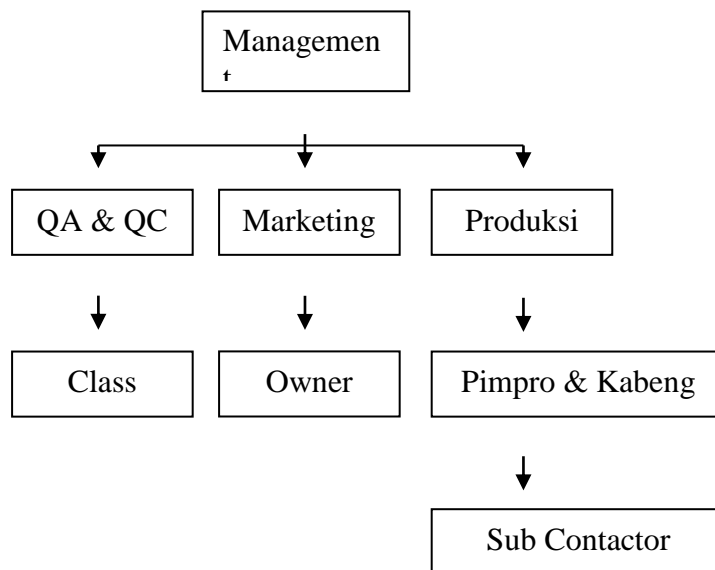 Managemen
t
QA & QC
Marketing
Produksi
Class
Owner
Pimpro & Kabeng
Sub Contactor